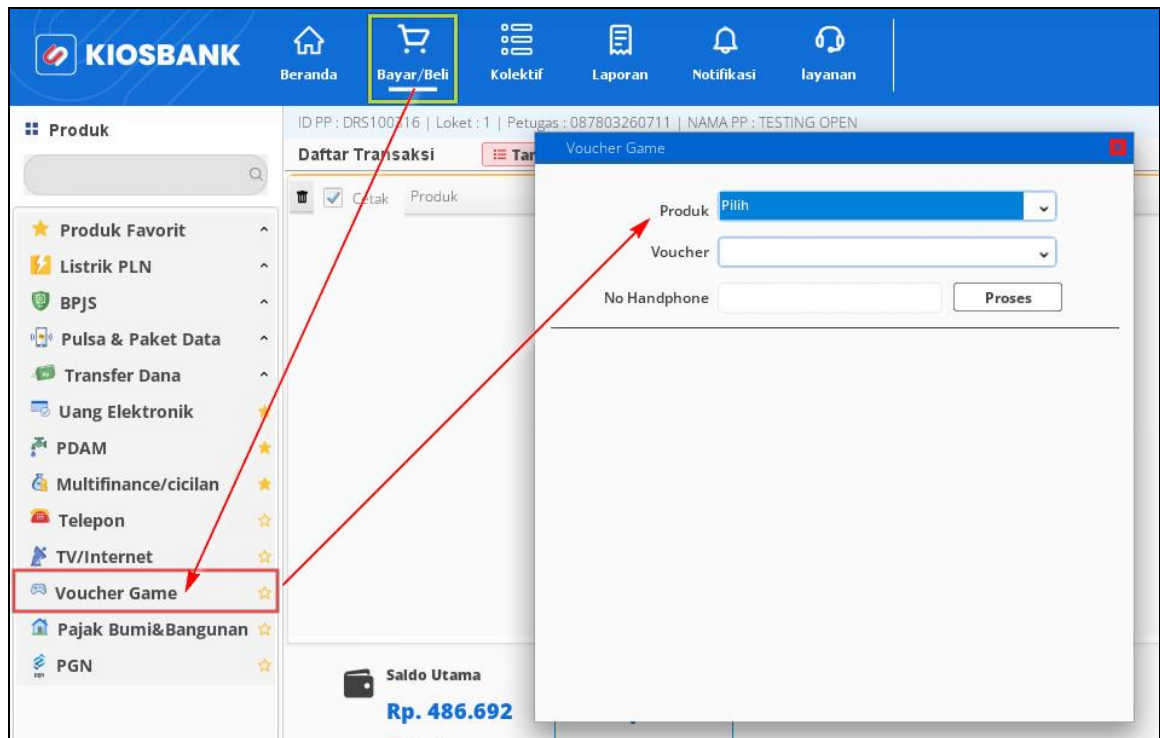 KIOSBANK
Beranda
Bayar/Beli
Kolektif
Laporan
Notifikasi
layanan
Produk
ID PP : DRS100316 | Loket : 1 | Petugas : 087803260711 | NAMA PP : TESTING OPEN
Daftar Transaksi
Cetak Produk
Produk Favorit
Listrik PLN
BPJS
Pulsa & Paket Data
Transfer Dana
Uang Elektronik
PDAM
Multifinance/cicilan
Telepon
TV/Internet
Voucher Game
Pajak Bumi&Bangunan
PGN
Voucher Game
Produk Pilih
Voucher
No Handphone Proses
Saldo Utama
Rp. 486.692